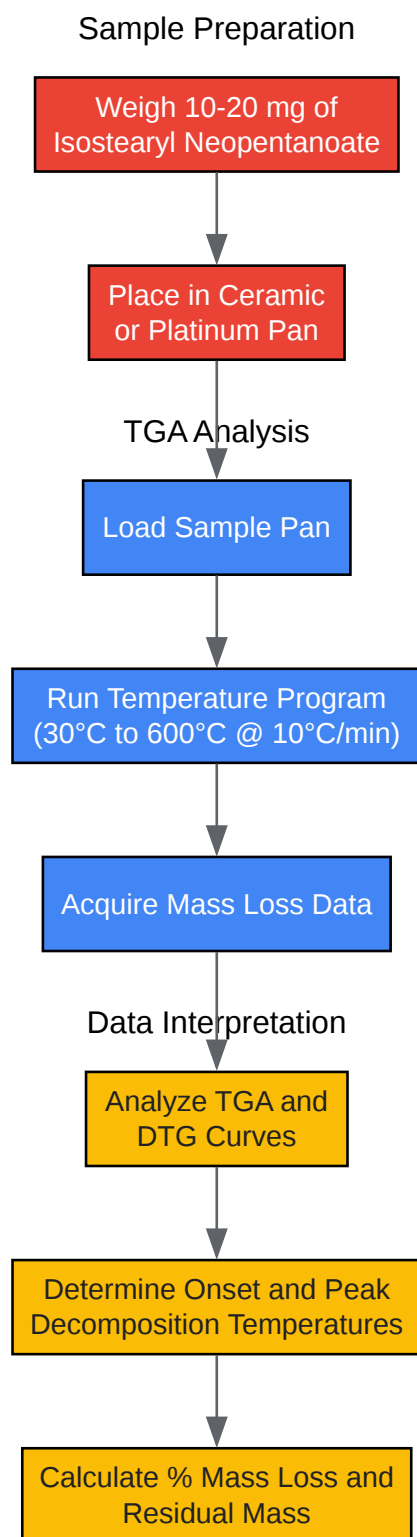 Sample Preparation
Weigh 10-20 mg of
Isostearyl Neopentanoate
Place in Ceramic
or Platinum Pan
TGA Analysis
Load Sample Pan
Run Temperature Program
(30°C to 600°C @ 10°C/min)
Acquire Mass Loss Data
Data Interpretation
Analyze TGA and
DTG Curves
Determine Onset and Peak
Decomposition Temperatures
Calculate % Mass Loss and
Residual Mass